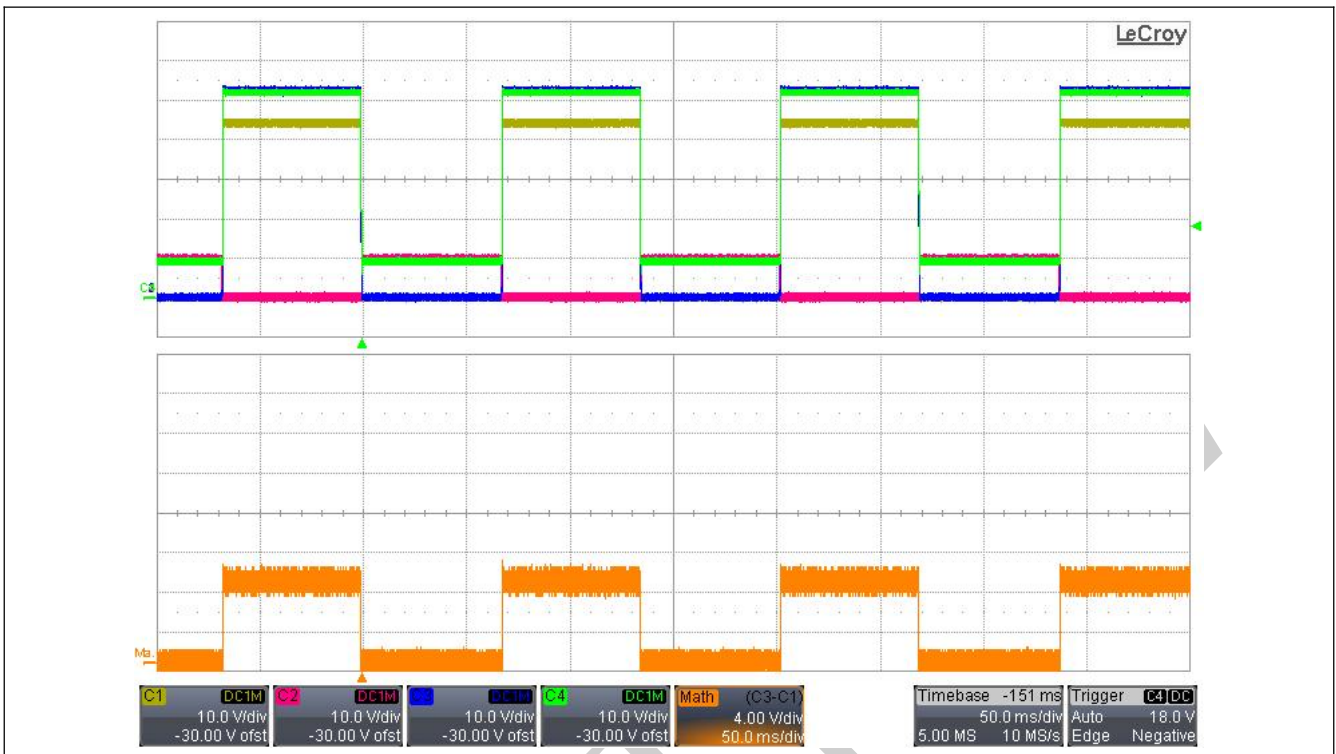 LeCroy
Ma.
C1 DC1M
10.0 V/div
-30.00 V ofst
C2 DC1M
10.0 V/div
-30.00 V ofst
DC1M
10.0 V/div
-30.00 V ofst
C4 DC1M
10.0 V/div
-30.00 V ofst
Math (C3-C1)
4.00 V/div
50.0 ms/div
Timebase -151 ms
50.0 ms/div
5.00 MS 10 MS/s
Trigger C4 DC
Auto 18.0 V
Edge Negative